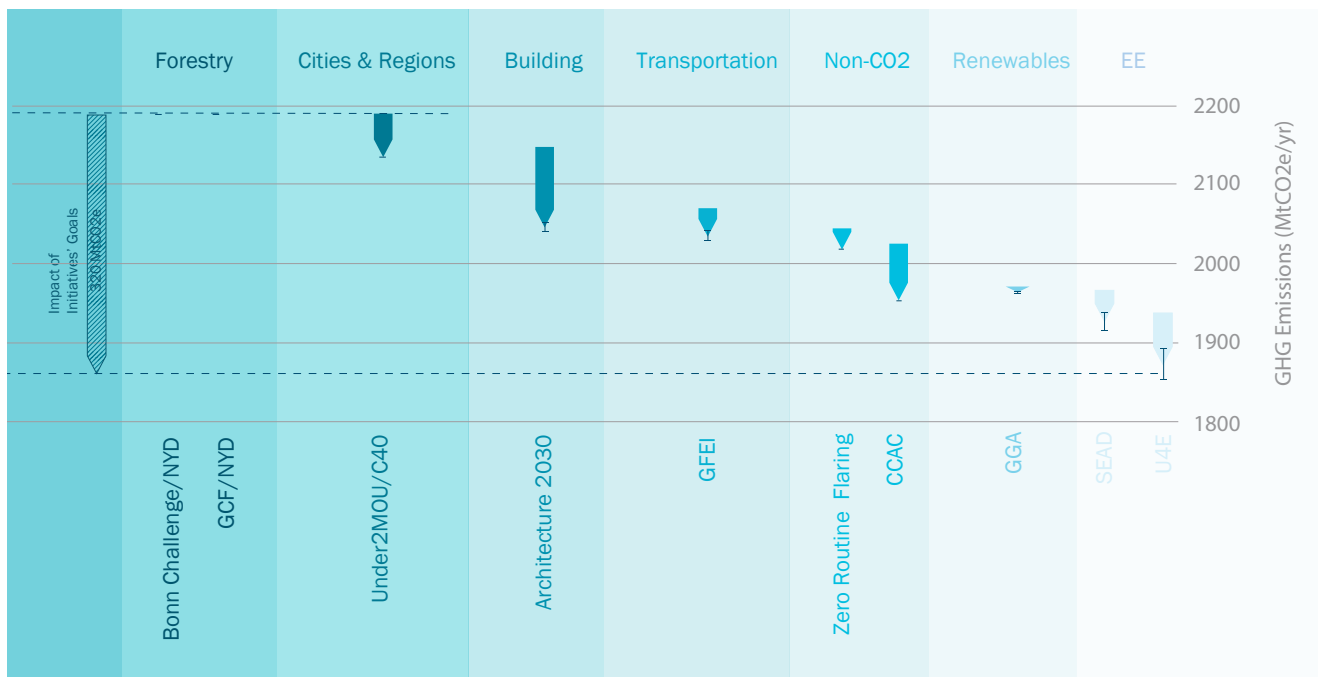 Forestry
Cities & Regions
Building
Transportation
Non-CO2
Renewables
EE
2200
2100
2000
1900
1800
GHG Emissions (MtCO2e/yr)
Impact of
Initiatives' Goals
320 MtCO2e
Bonn Challenge/NYD
GCF/NYD
Under2MOU/C40
Architecture 2030
GFEI
Zero Routine Flaring
CCAC
GGA
SEAD
U4E